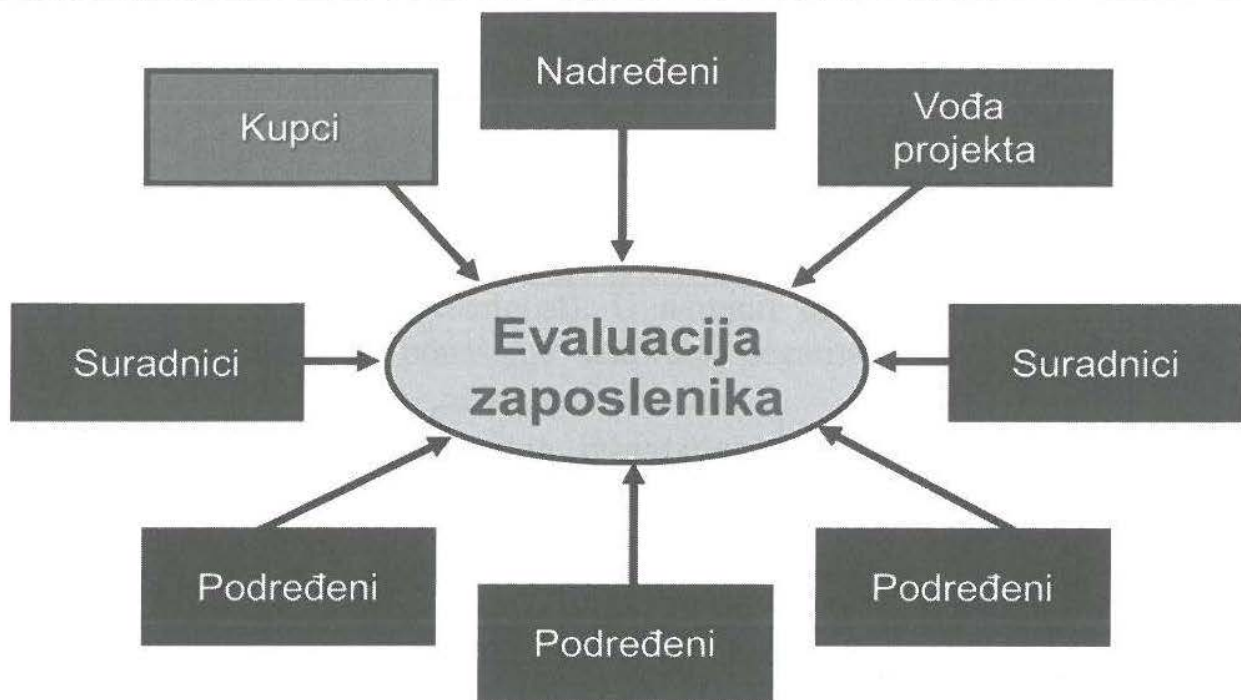 Nadređeni
Kupci
Vođa
projekta
Suradnici
Evaluacija
zaposlenika
Suradnici
Podređeni
Podređeni
Podređeni